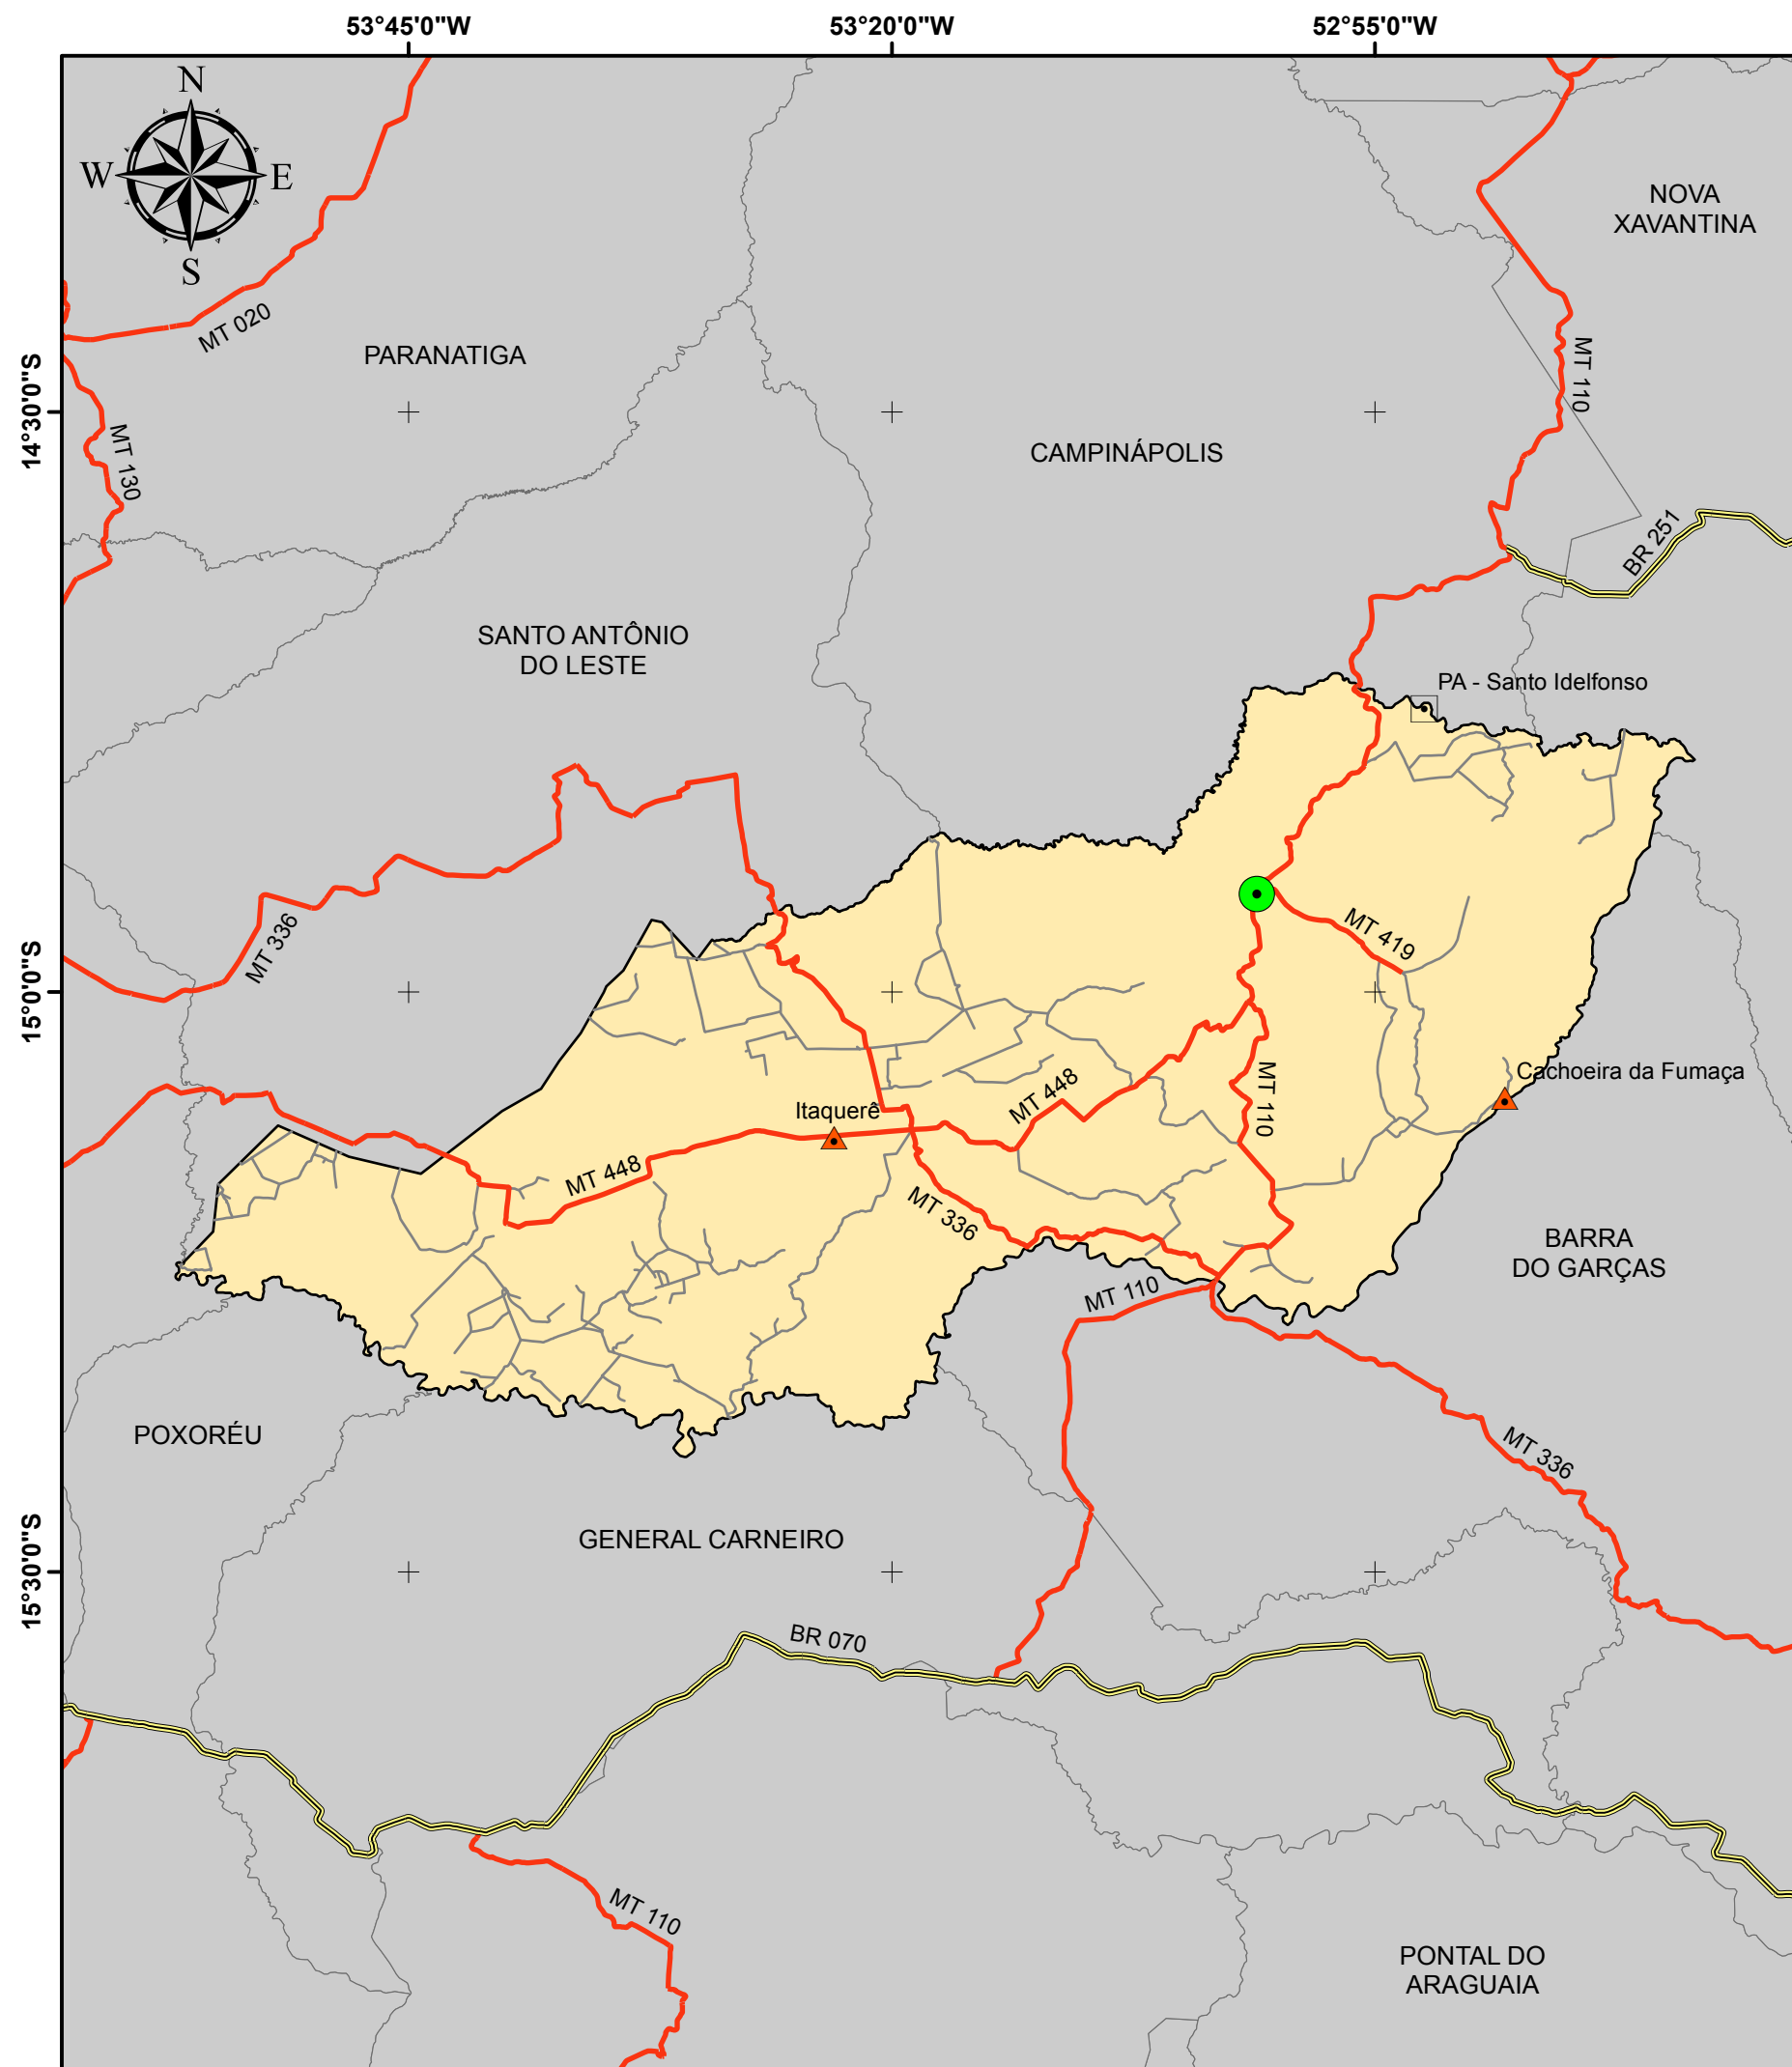 53°45'0"W
53°20'0"W
52°55'0"W
N
W
E
S
NOVA
XAVANTINA
MT 020
PARANATIGA
MT 110
14°30'0"S
MT 130
CAMPINÁPOLIS
BR 251
SANTO ANTÔNIO
DO LESTE
PA - Santo Idelfonso
MT 336
MT 419
15°0'0"S
Cachoeira da Fumaça
Itaquerê
MT 448
MT 110
MT 448
MT 336
BARRA
DO GARÇAS
MT 110
POXORÉU
MT 336
GENERAL CARNEIRO
15°30'0"S
BR 070
MT 110
PONTAL DO
ARAGUAIA